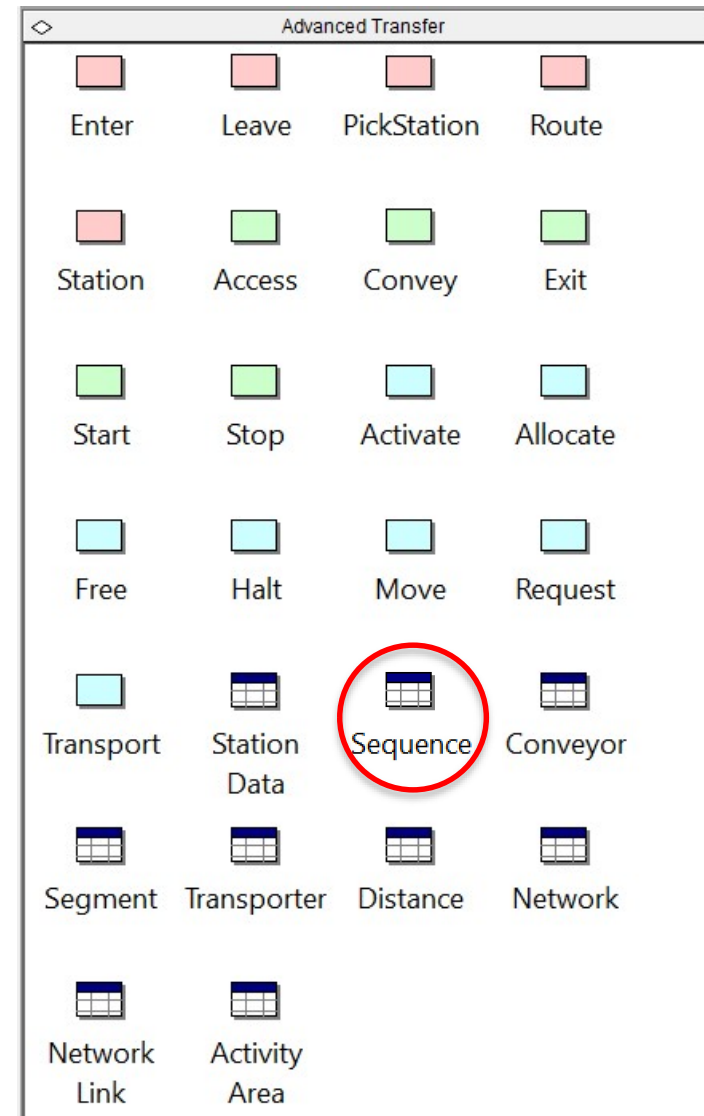 Advanced Transfer
Enter Leave PickStation Route
Station Access Convey Exit
Start Stop Activate Allocate
Free Halt Move Request
Transport Station Data Sequence Conveyor
Segment Transporter Distance Network
Network Link Activity Area